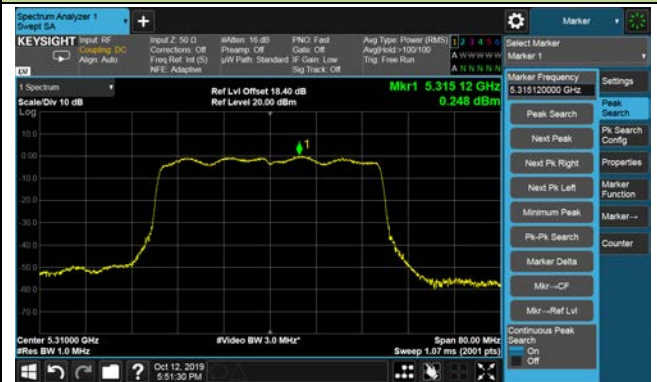 Spectrum Analyzer 1
Swept SA
Marker
KEYSIGHT
Input: RF
Coupling: DC
Align: Auto
Input Z: 50 Ω
Corrections: Off
Freq Ref: Int (S)
NFE: Adaptive
#Atten: 16 dB
Preamp: Off
µW Path: Standard
PNO: Fast
Gate: Off
IF Gain: Low
Sig Track: Off
Avg Type: Power (RMS)
Avg|Hold:>100/100
Trig: Free Run
1 2 3 4 5 6
A W W W W W
A N N N N N
LXI
Select Marker
Marker 1
1 Spectrum
Scale/Div 10 dB
Log
Ref Lvl Offset 18.40 dB
Ref Level 20.00 dBm
Mkr1 5.315 12 GHz
0.248 dBm
10.0
0.00
-10.0
-20.0
-30.0
-40.0
-50.0
-60.0
-70.0
1
Center 5.31000 GHz
#Res BW 1.0 MHz
#Video BW 3.0 MHz*
Span 80.00 MHz
Sweep 1.07 ms (2001 pts)
Marker Frequency
5.315120000 GHz
Peak Search
Next Peak
Next Pk Right
Next Pk Left
Minimum Peak
Pk-Pk Search
Marker Delta
Mkr→CF
Mkr→Ref Lvl
Continuous Peak
Search
On
Off
Settings
Peak
Search
Pk Search
Config
Properties
Marker
Function
Marker→
Counter
Oct 12, 2019
5:51:30 PM